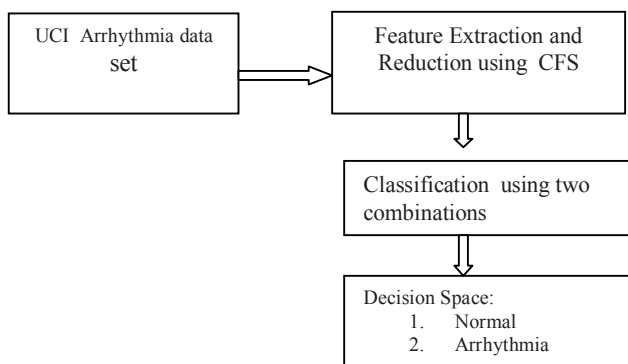 UCI Arrhythmia data
set
Feature Extraction and
Reduction using CFS
Classification using two
combinations
Decision Space:
1. Normal
2. Arrhythmia